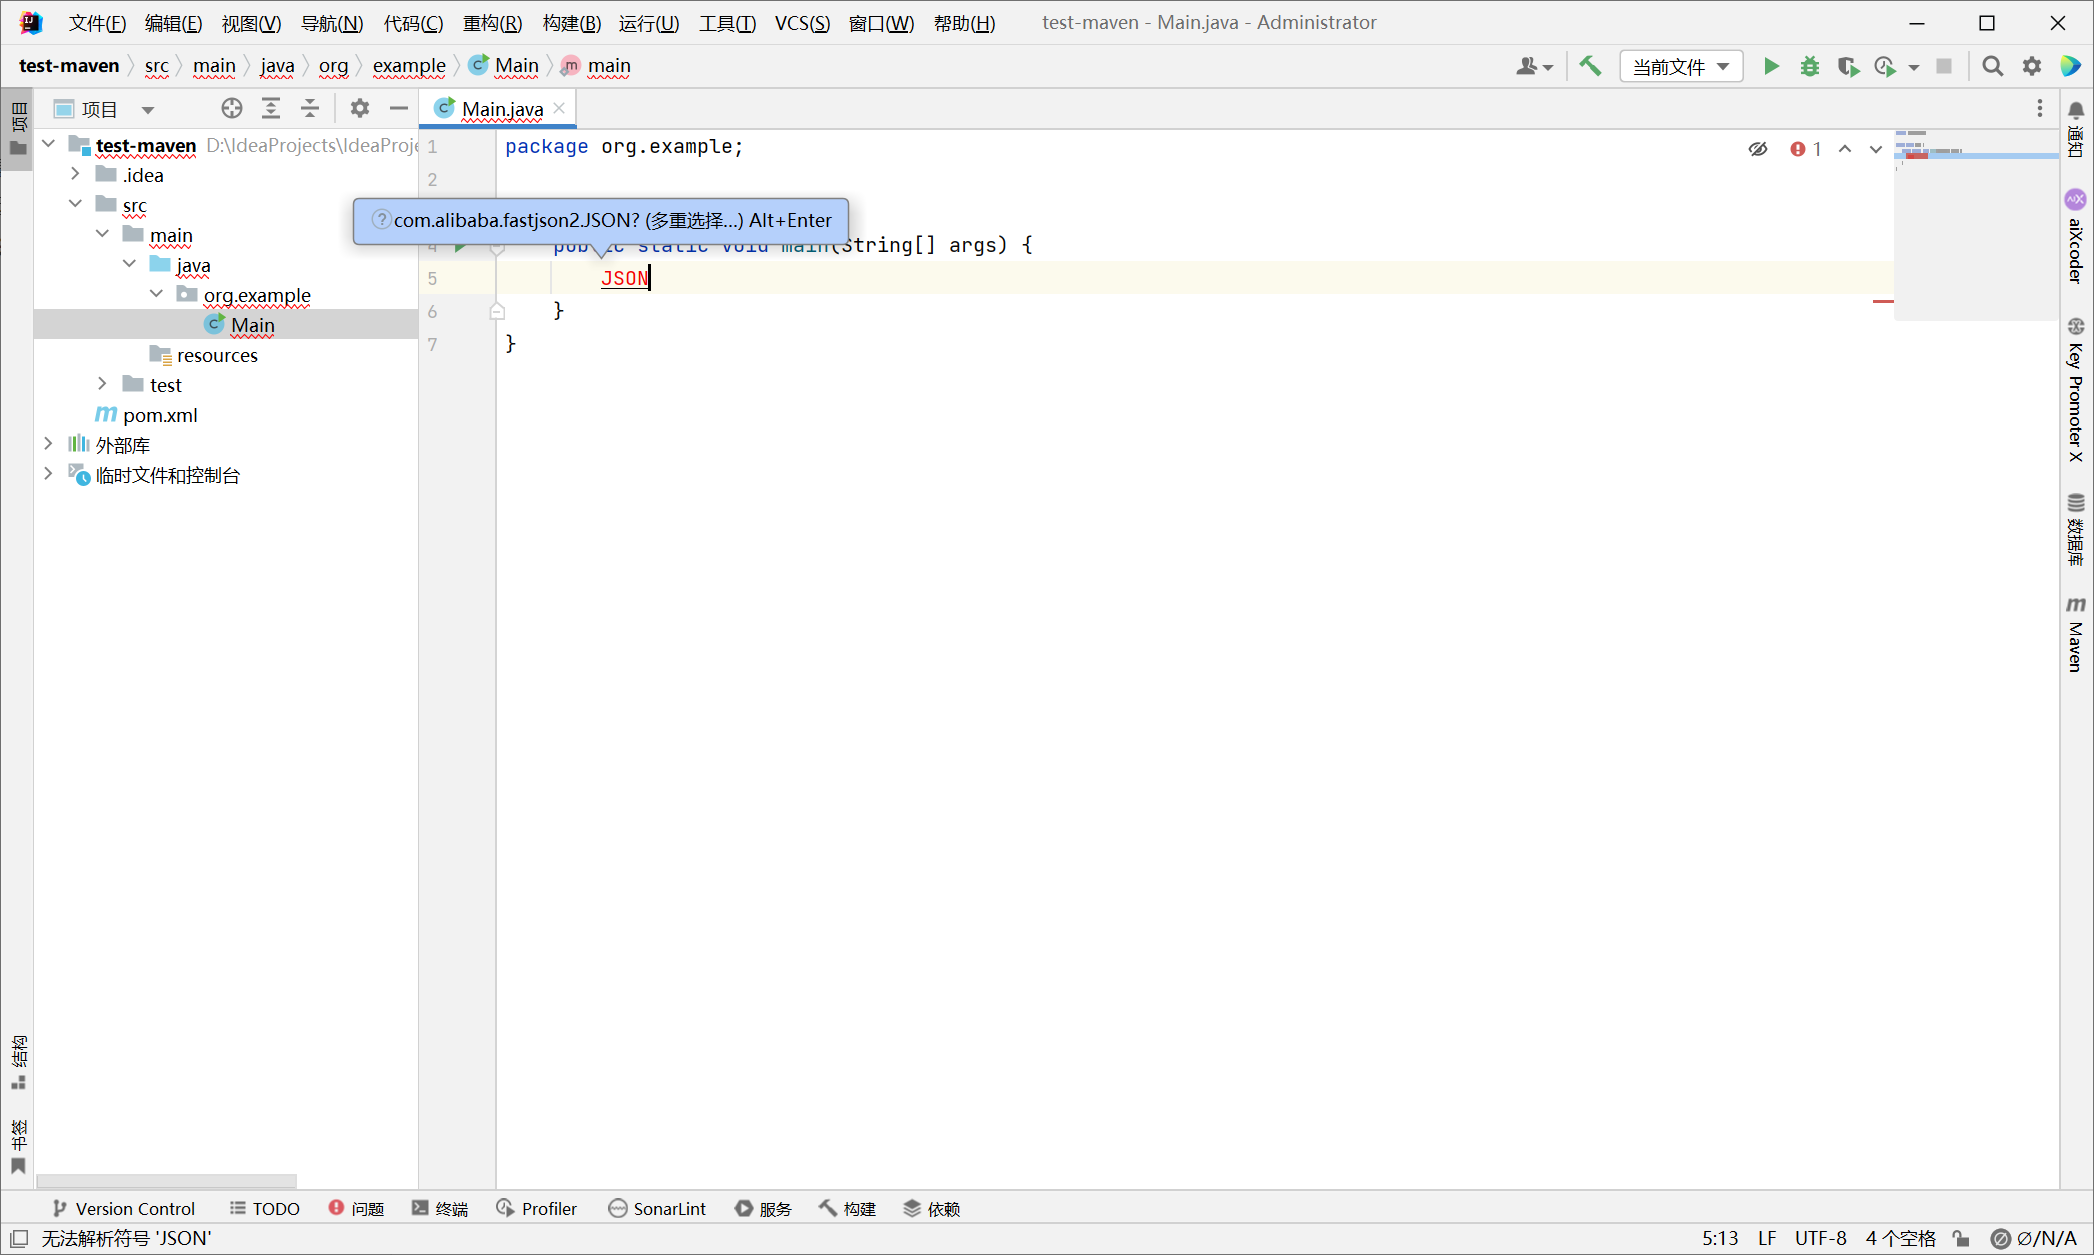 文件(F) 编辑(E) 视图(V) 导航(N) 代码(C) 重构(R) 构建(B) 运行(U) 工具(T) VCS(S) 窗口(W) 帮助(H) test-maven - Main.java - Administrator
test-maven src main java org example Main main 当前文件
项目 Main.java
项目
test-maven D:\IdeaProjects\IdeaProje
.idea
src
main
java
org.example
Main
resources
test
pom.xml
外部库
临时文件和控制台
结构
书签
1 package org.example;
2
com.alibaba.fastjson2.JSON? (多重选择...) Alt+Enter
4 public static void main(String[] args) {
5 JSON
6 }
7 }
1
通知
aiXcoder
Key Promoter X
数据库
Maven
Version Control TODO 问题 终端 Profiler SonarLint 服务 构建 依赖
无法解析符号 'JSON' 5:13 LF UTF-8 4 个空格 ∅/N/A